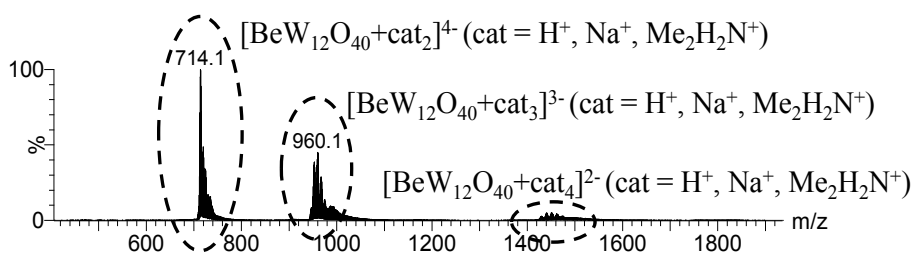 [BeW₁₂O₄₀+cat₂]⁴⁻ (cat = H⁺, Na⁺, Me₂H₂N⁺)
714.1
100
[BeW₁₂O₄₀+cat₃]³⁻ (cat = H⁺, Na⁺, Me₂H₂N⁺)
960.1
%
[BeW₁₂O₄₀+cat₄]²⁻ (cat = H⁺, Na⁺, Me₂H₂N⁺)
0
m/z
600 800 1000 1200 1400 1600 1800